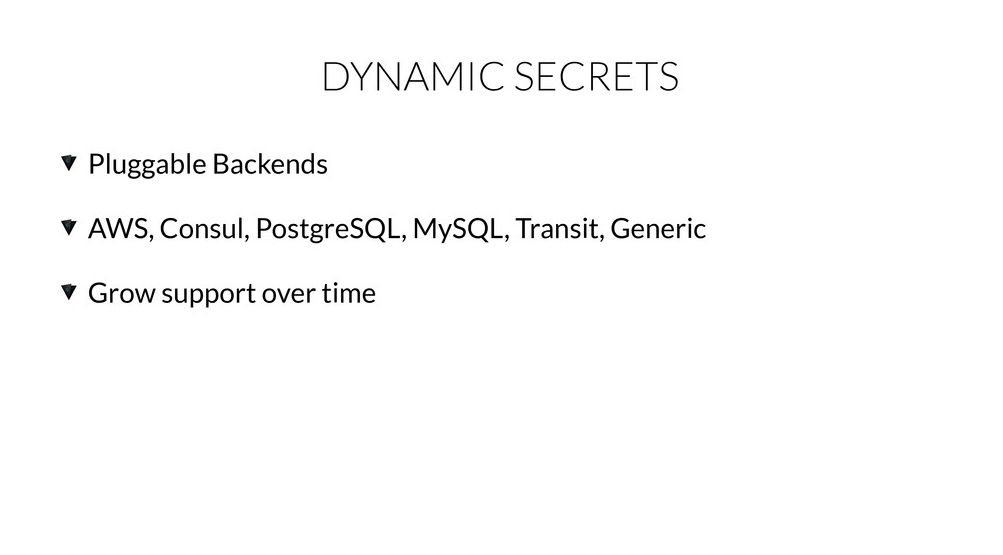 DYNAMIC SECRETS
Pluggable Backends
AWS, Consul, PostgreSQL, MySQL, Transit, Generic
Grow support over time